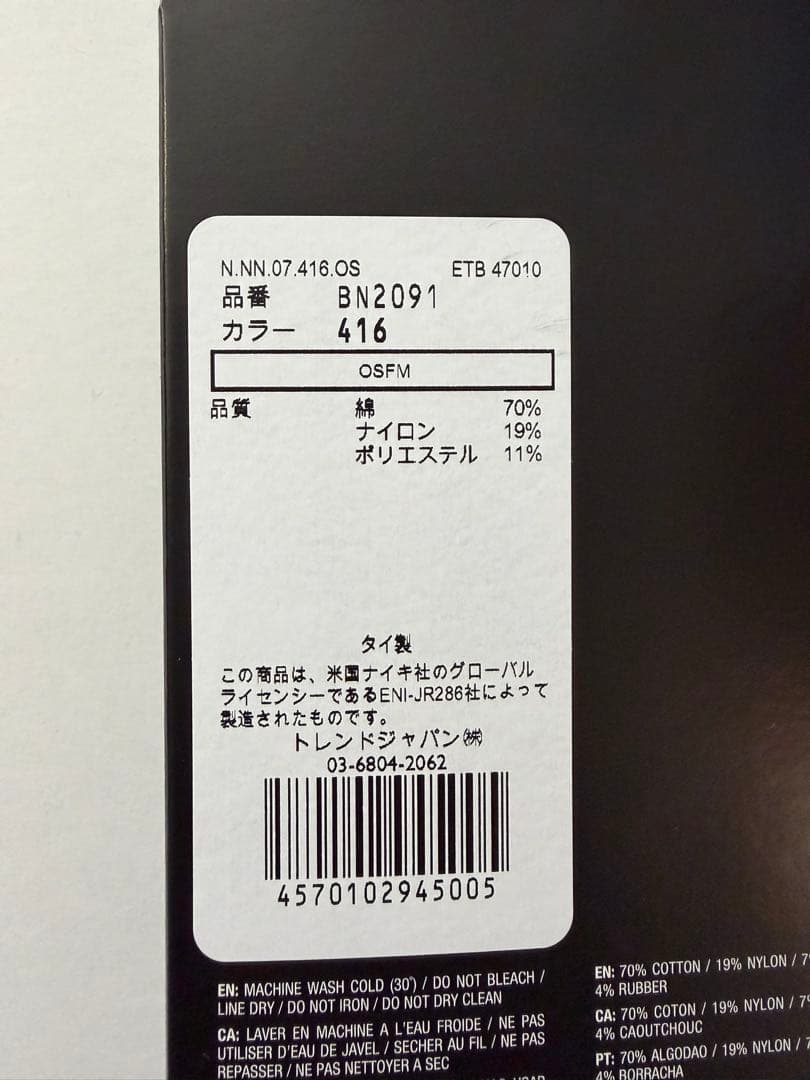 N.NN.07.416.OS ETB 47010
品番 BN2091
カラー 416
OSFM
品質 綿 70%
ナイロン 19%
ポリエステル 11%
タイ製
この商品は、米国ナイキ社のグローバル
ライセンシーであるENI-JR286社によって
製造されたものです。
トレンドジャパン㈱
03-6804-2062
4570102945005
EN: MACHINE WASH COLD (30°) / DO NOT BLEACH /
LINE DRY / DO NOT IRON / DO NOT DRY CLEAN
CA: LAVER EN MACHINE A L'EAU FROIDE / NE PAS
UTILISER D'EAU DE JAVEL / SECHER AU FIL / NE PAS
REPASSER / NE PAS NETTOYER A SEC
EN: 70% COTTON / 19% NYLON /
4% RUBBER
CA: 70% COTON / 19% NYLON /
4% CAOUTCHOUC
PT: 70% ALGODAO / 19% NYLON /
4% BORRACHA